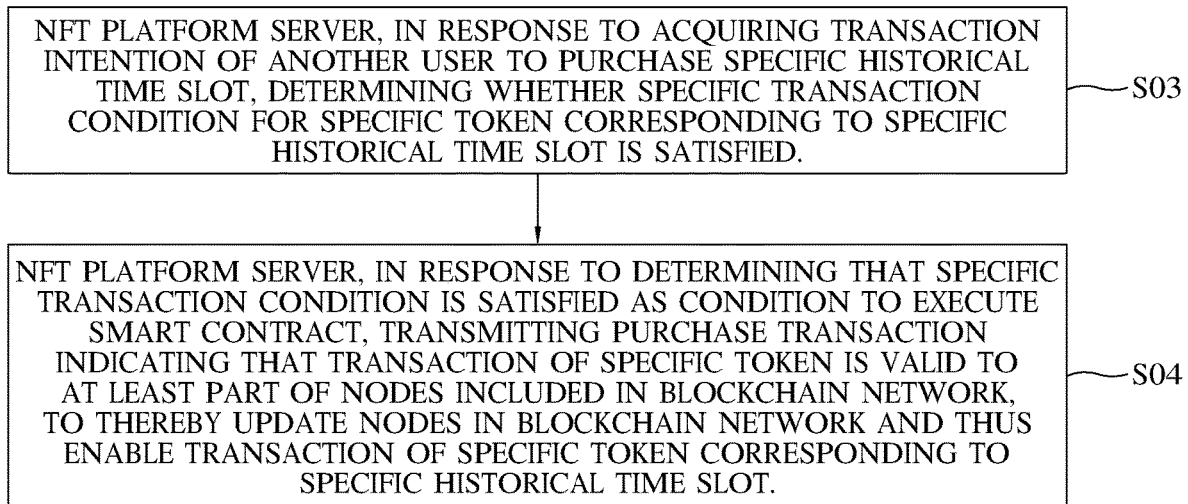 NFT PLATFORM SERVER, IN RESPONSE TO ACQUIRING TRANSACTION
INTENTION OF ANOTHER USER TO PURCHASE SPECIFIC HISTORICAL
TIME SLOT, DETERMINING WHETHER SPECIFIC TRANSACTION
CONDITION FOR SPECIFIC TOKEN CORRESPONDING TO SPECIFIC
HISTORICAL TIME SLOT IS SATISFIED.
S03
NFT PLATFORM SERVER, IN RESPONSE TO DETERMINING THAT SPECIFIC
TRANSACTION CONDITION IS SATISFIED AS CONDITION TO EXECUTE
SMART CONTRACT, TRANSMITTING PURCHASE TRANSACTION
INDICATING THAT TRANSACTION OF SPECIFIC TOKEN IS VALID TO
AT LEAST PART OF NODES INCLUDED IN BLOCKCHAIN NETWORK,
TO THEREBY UPDATE NODES IN BLOCKCHAIN NETWORK AND THUS
ENABLE TRANSACTION OF SPECIFIC TOKEN CORRESPONDING TO
SPECIFIC HISTORICAL TIME SLOT.
S04